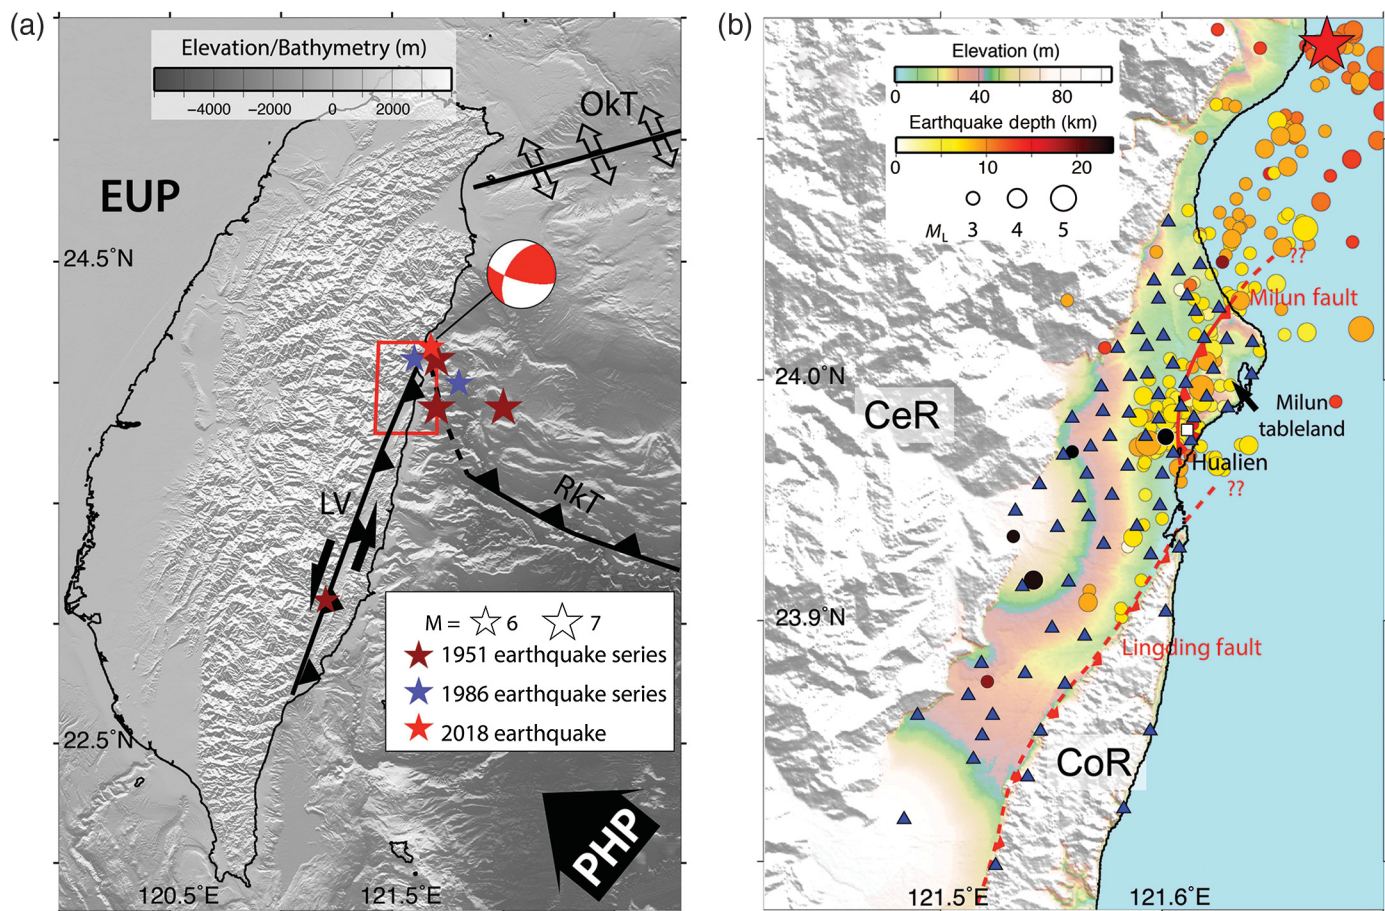 (a)
Elevation/Bathymetry (m)
−4000 −2000 0 2000
OkT
EUP
24.5°N
LV
RkT
M = 6 7
1951 earthquake series
1986 earthquake series
2018 earthquake
22.5°N
PHP
120.5°E 121.5°E
(b)
Elevation (m)
0 40 80
Earthquake depth (km)
0 10 20
ML 3 4 5
??
Milun fault
24.0°N
CeR
Milun
tableland
Hualien
??
23.9°N
Lingding fault
CoR
121.5°E 121.6°E